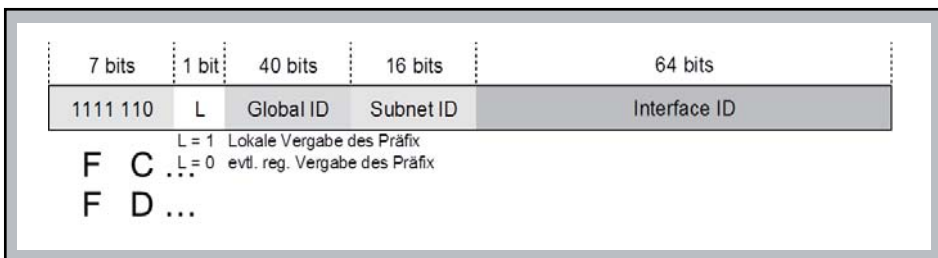 7 bits 1 bit 40 bits 16 bits 64 bits
1111 110 L Global ID Subnet ID Interface ID
L = 1 Lokale Vergabe des Präfix
L = 0 evtl. reg. Vergabe des Präfix
F C ...
F D ...